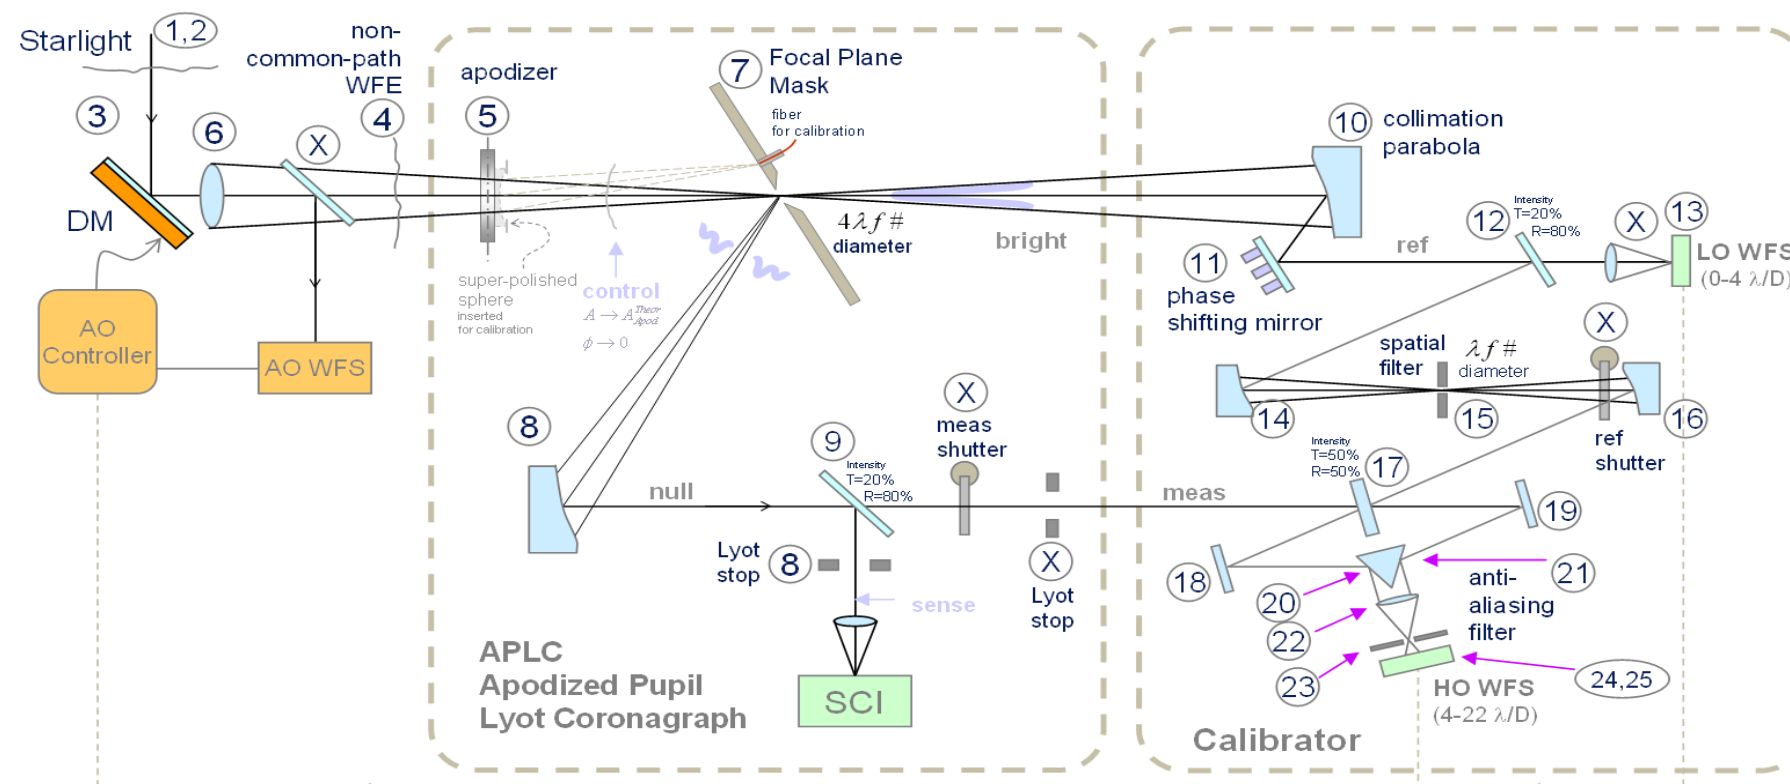 Starlight
1,2
non-
common-path
WFE
3
6
X
4
DM
AO
Controller
AO WFS
apodizer
5
7
Focal Plane
Mask
fiber
for calibration
4λf#
diameter
bright
super-polished
sphere
inserted
for calibration
control
A → A Theor Apod.
ϕ → 0
8
null
9
Intensity
T=20%
R=80%
X
meas
shutter
Lyot
stop
8
sense
X
Lyot
stop
SCI
APLC
Apodized Pupil
Lyot Coronagraph
10
collimation
parabola
11
phase
shifting mirror
ref
12
Intensity
T=20%
R=80%
X
13
LO WFS
(0-4 λ/D)
spatial
filter
λf#
diameter
X
14
15
16
ref
shutter
meas
Intensity
T=50%
R=50%
17
19
18
20
21
anti-
aliasing
filter
22
23
24,25
HO WFS
(4-22 λ/D)
Calibrator